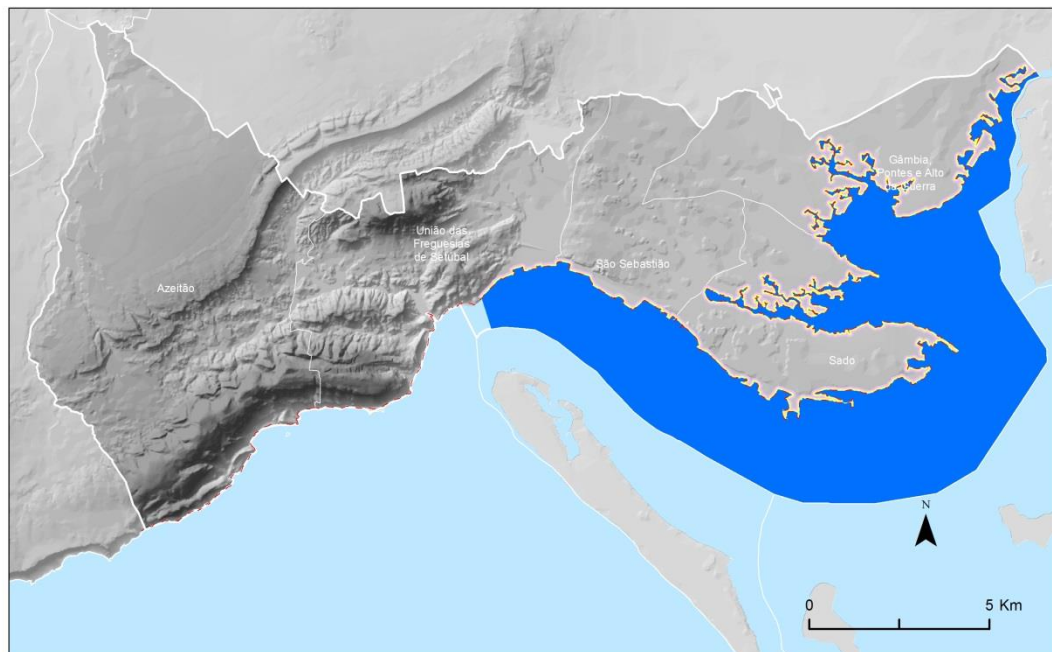 Gâmbia,
Pontes e Alto
da Guerra
União das
Freguesias
de Setúbal
São Sebastião
Azeitão
Sado
N
0 5 Km